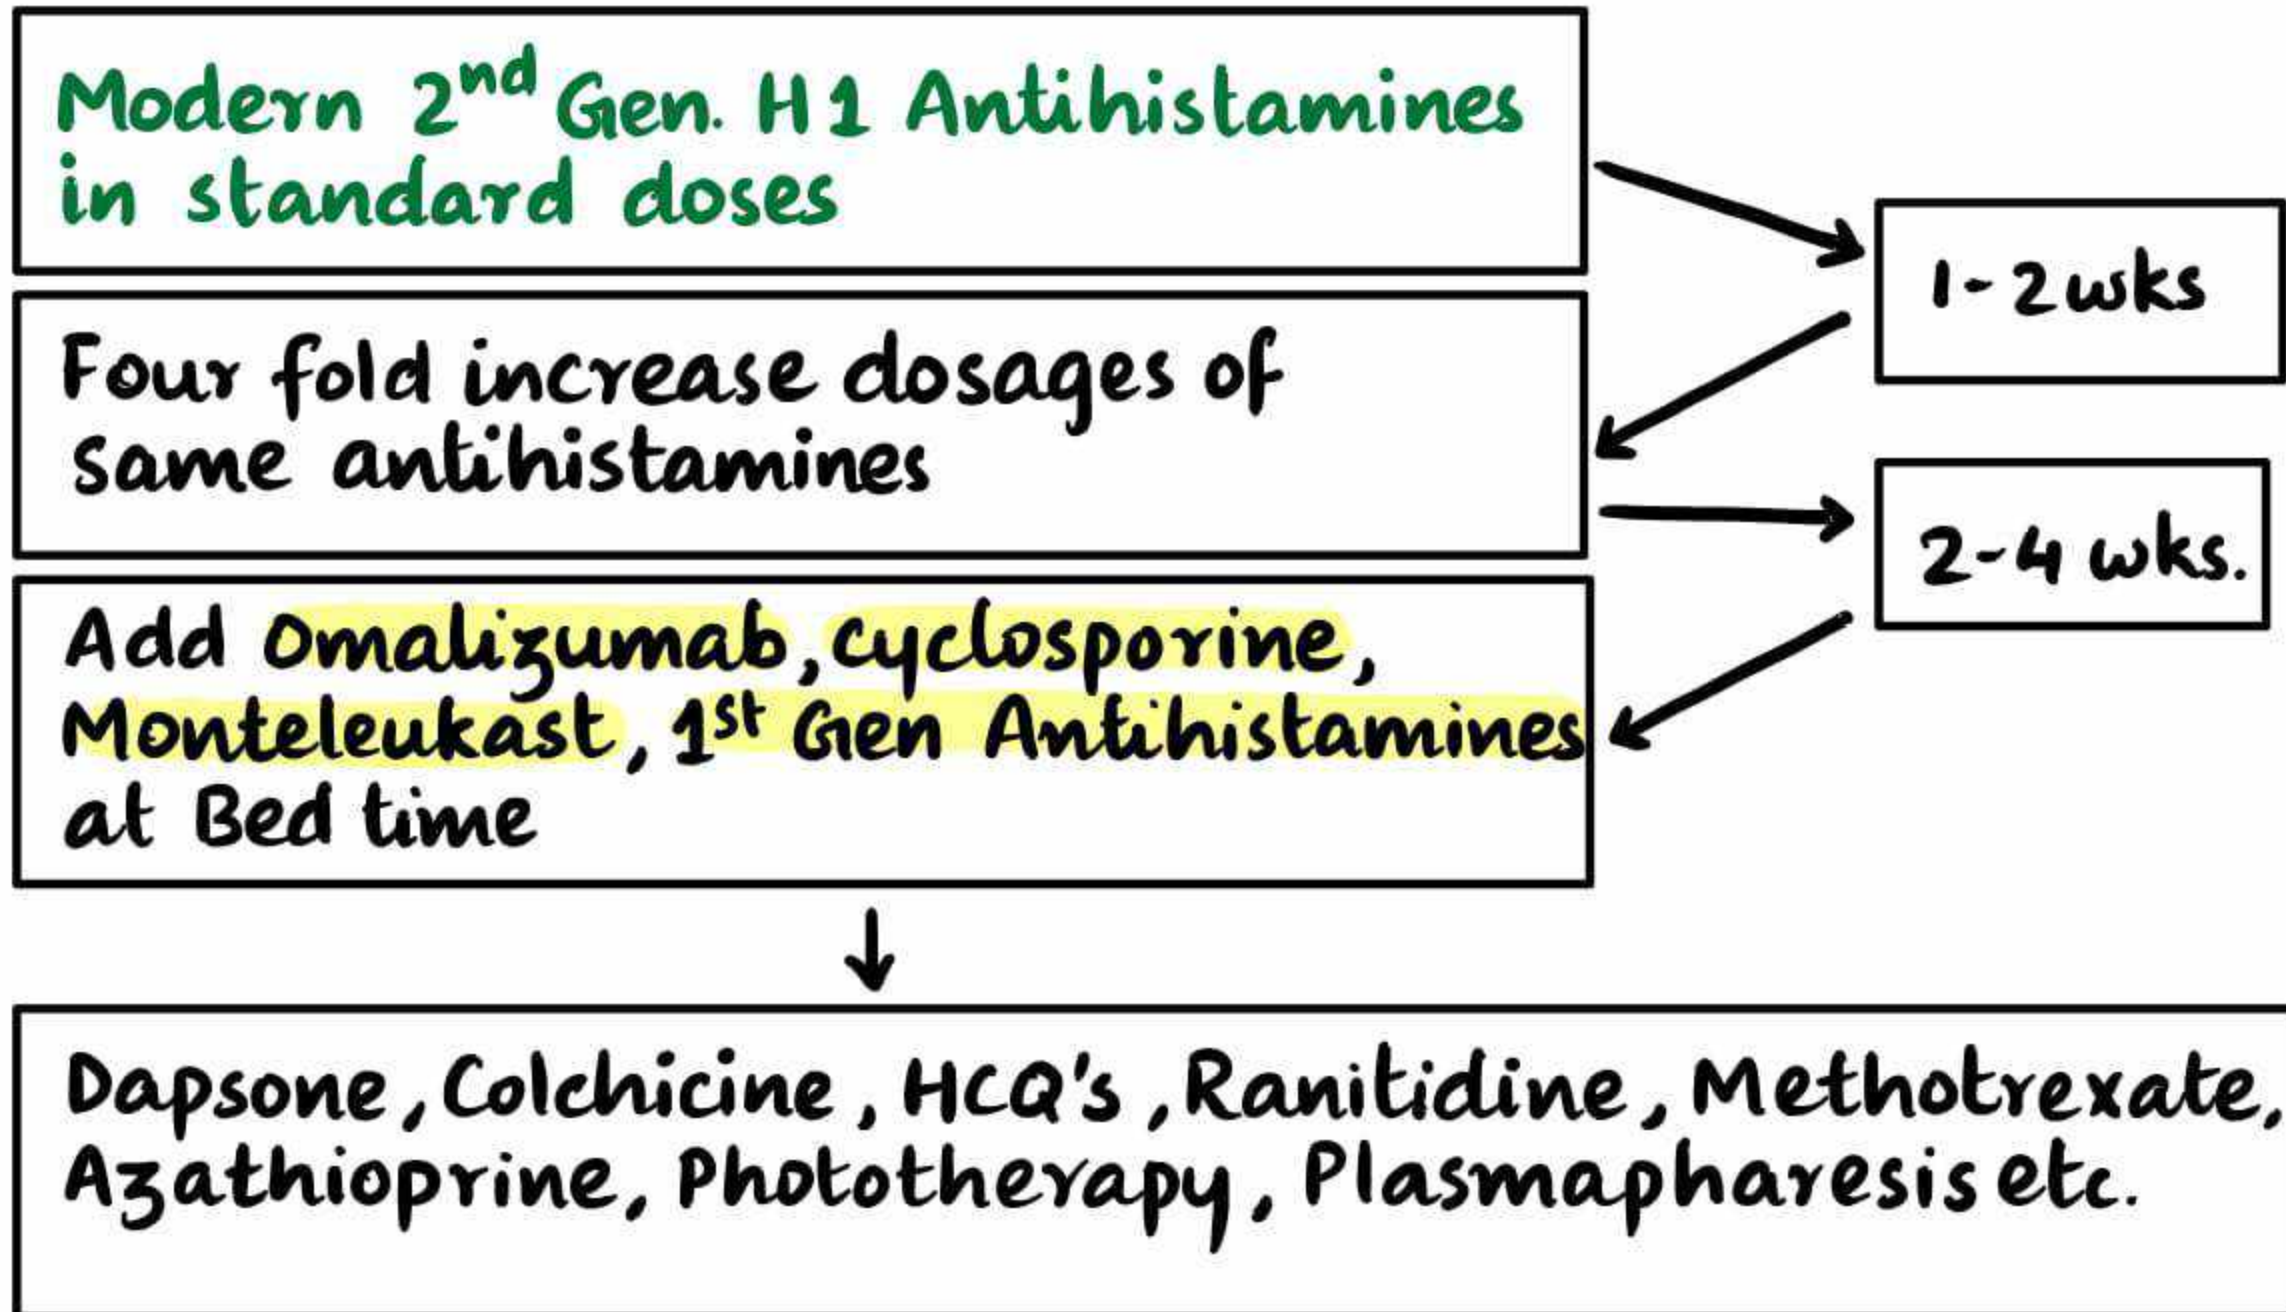 Modern 2nd Gen. H1 Antihistamines
in standard doses
1-2wks
Four fold increase dosages of
same antihistamines
2-4 wks.
Add Omalizumab, cyclosporine,
Monteleukast, 1st Gen Antihistamines
at Bed time
Dapsone, Colchicine, HCQ's, Ranitidine, Methotrexate,
Azathioprine, Phototherapy, Plasmapharesis etc.